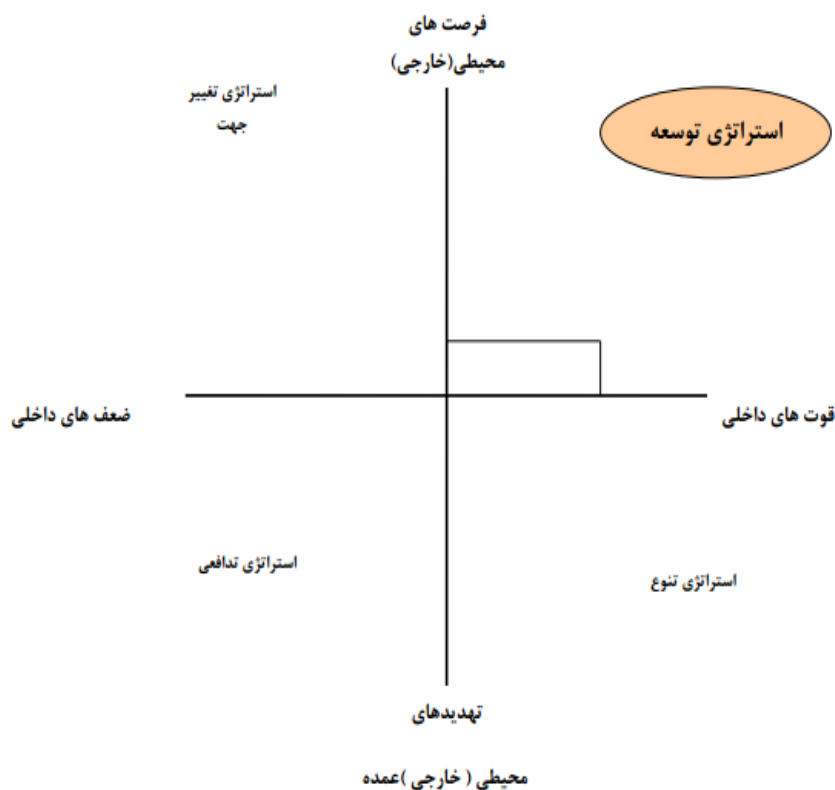 فرصت های
محیطی(خارجی)
استراتژی توسعه
استراتژی تغییر
جهت
قوت های داخلی
ضعف های داخلی
استراتژی تنوع
استراتژی تدافعی
تهدیدهای
محیطی ( خارجی )عمده